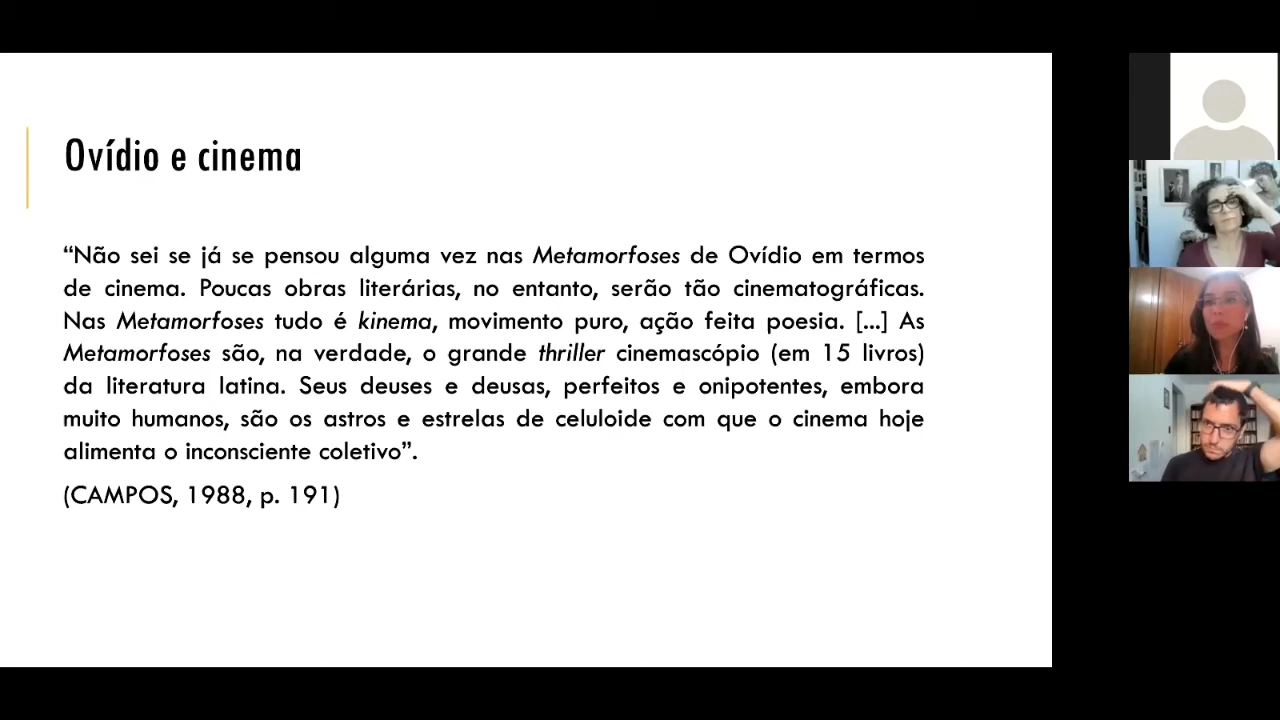 Ovídio e cinema
“Não sei se já se pensou alguma vez nas Metamorfoses de Ovídio em termos
de cinema. Poucas obras literárias, no entanto, serão tão cinematográficas.
Nas Metamorfoses tudo é kinema, movimento puro, ação feita poesia. [...] As
Metamorfoses são, na verdade, o grande thriller cinemascópio (em 15 livros)
da literatura latina. Seus deuses e deusas, perfeitos e onipotentes, embora
muito humanos, são os astros e estrelas de celuloide com que o cinema hoje
alimenta o inconsciente coletivo”.
(CAMPOS, 1988, p. 191)